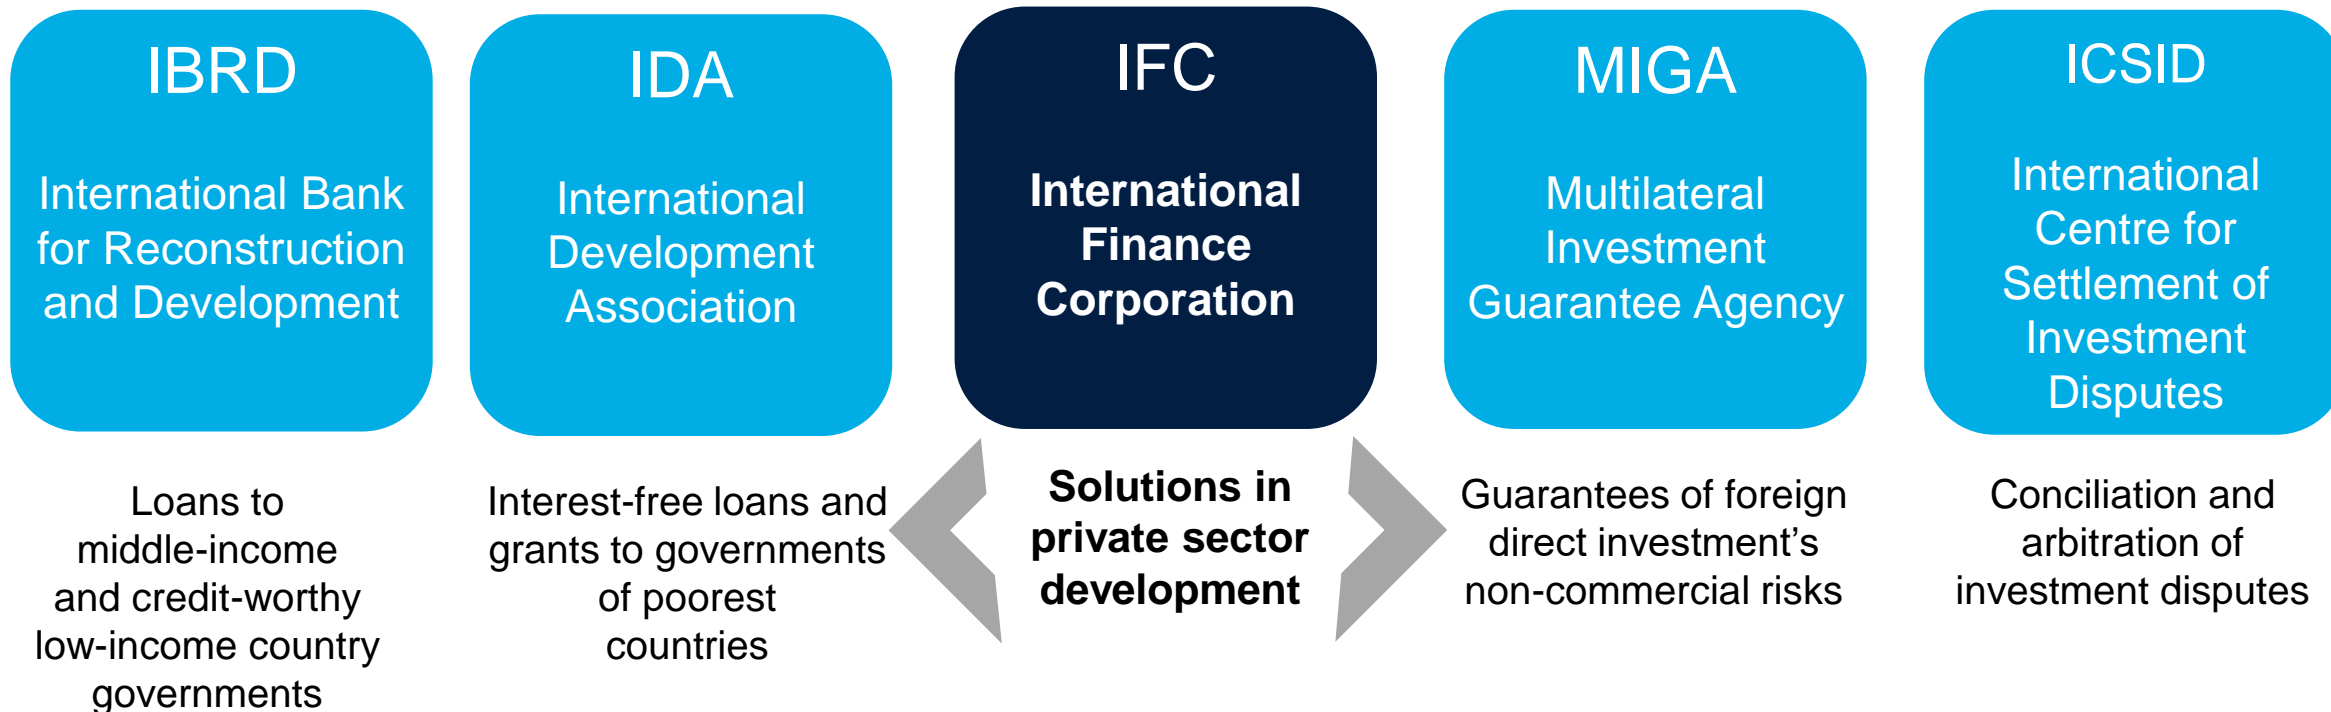 IBRD
International Bank
for Reconstruction
and Development
Loans to
middle-income
and credit-worthy
low-income country
governments
IDA
International
Development
Association
Interest-free loans and
grants to governments
of poorest
countries
IFC
International
Finance
Corporation
Solutions in
private sector
development
MIGA
Multilateral
Investment
Guarantee Agency
Guarantees of foreign
direct investment’s
non-commercial risks
ICSID
International
Centre for
Settlement of
Investment
Disputes
Conciliation and
arbitration of
investment disputes